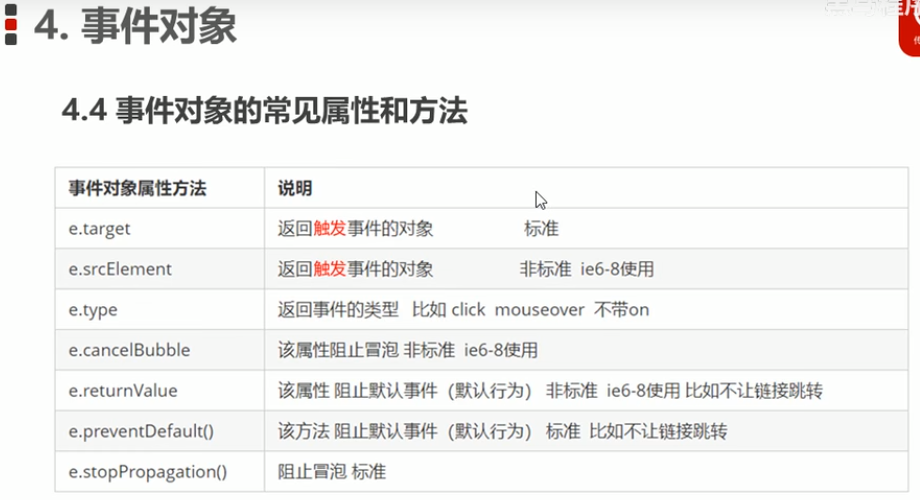 4. 事件对象
4.4 事件对象的常见属性和方法
事件对象属性方法 说明
e.target 返回触发事件的对象 标准
e.srcElement 返回触发事件的对象 非标准 ie6-8使用
e.type 返回事件的类型 比如 click mouseover 不带on
e.cancelBubble 该属性阻止冒泡 非标准 ie6-8使用
e.returnValue 该属性 阻止默认事件（默认行为） 非标准 ie6-8使用 比如不让链接跳转
e.preventDefault() 该方法 阻止默认事件（默认行为） 标准 比如不让链接跳转
e.stopPropagation() 阻止冒泡 标准